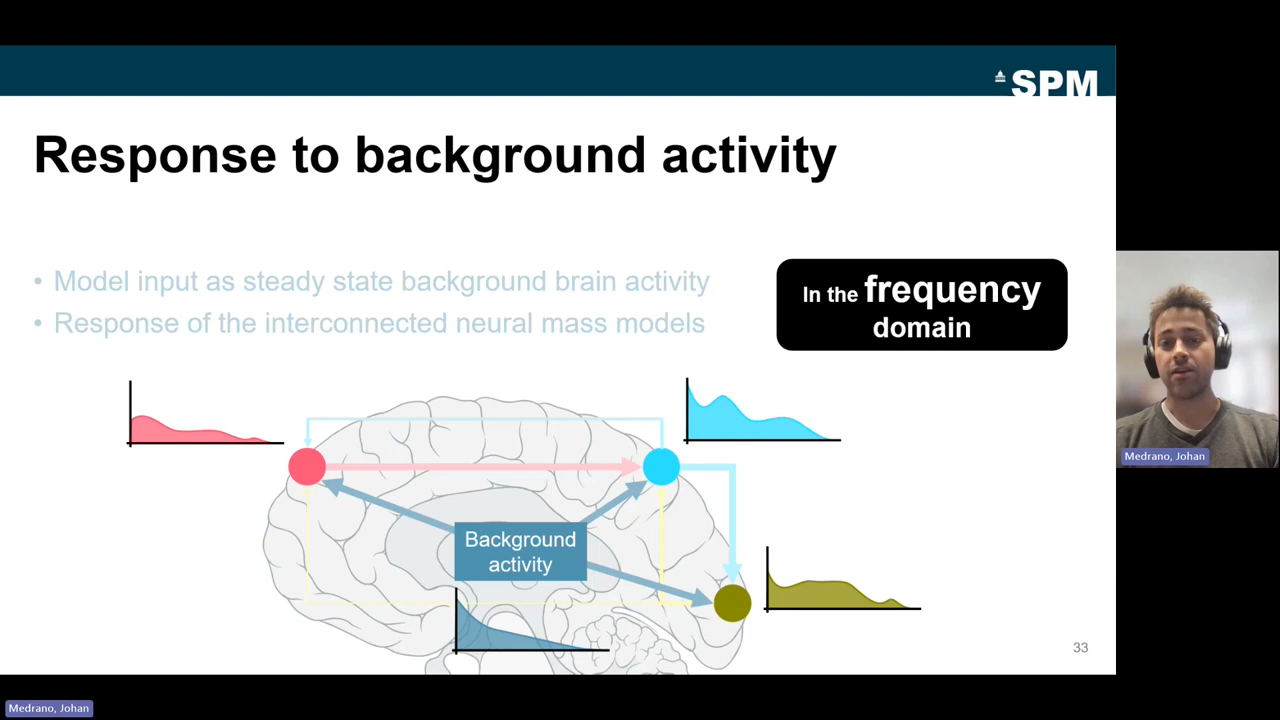 SPM
Response to background activity
• Model input as steady state background brain activity
• Response of the interconnected neural mass models
In the frequency
domain
Background
activity
33
Medrano, Johan
Medrano, Johan